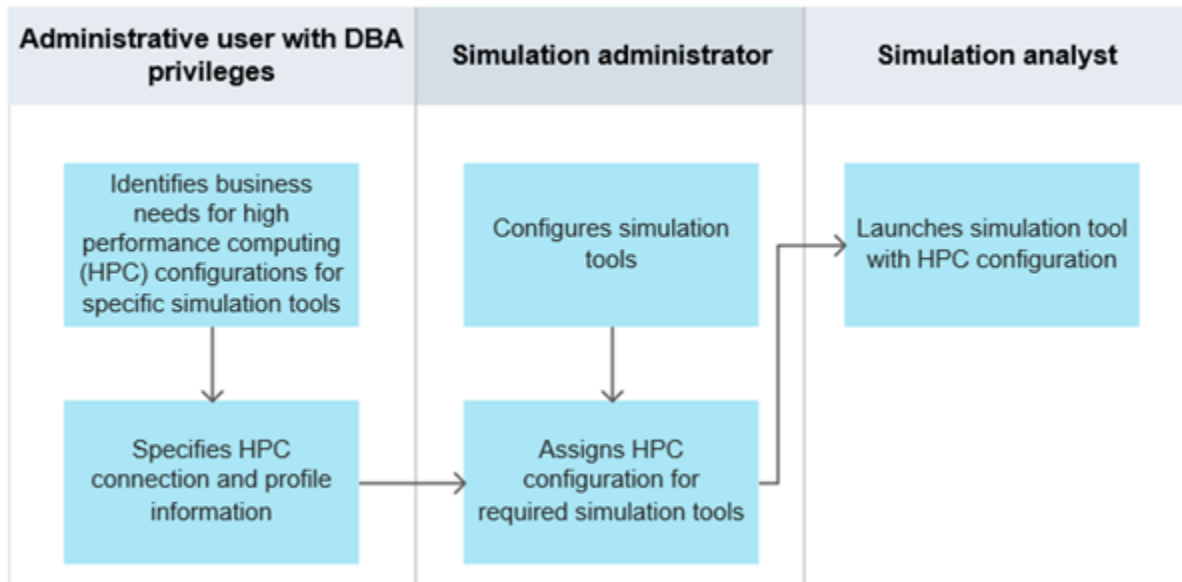 Administrative user with DBA
privileges
Simulation administrator
Simulation analyst
Identifies business
needs for high
performance computing
(HPC) configurations for
specific simulation tools
Specifies HPC
connection and profile
information
Configures simulation
tools
Assigns HPC
configuration for
required simulation tools
Launches simulation tool
with HPC configuration